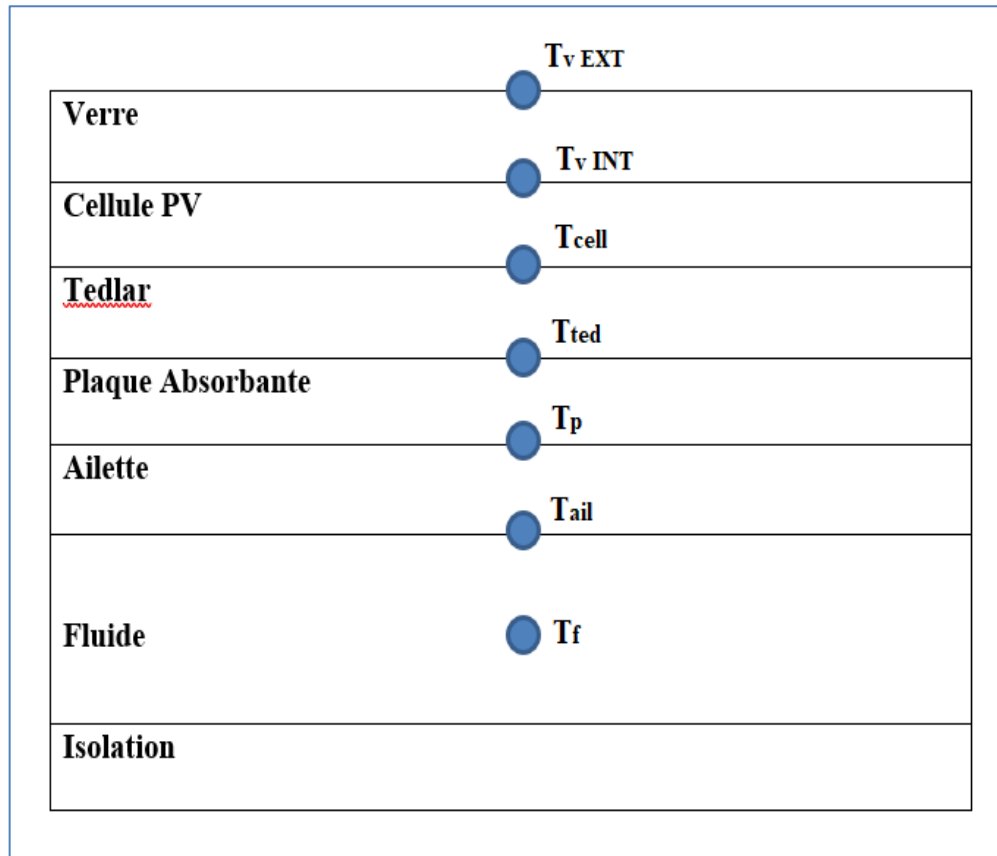 Tv EXT
Verre
Tv INT
Cellule PV
Tcell
Tedlar
Tted
Plaque Absorbante
Tp
Ailette
Tail
Fluide
Tf
Isolation